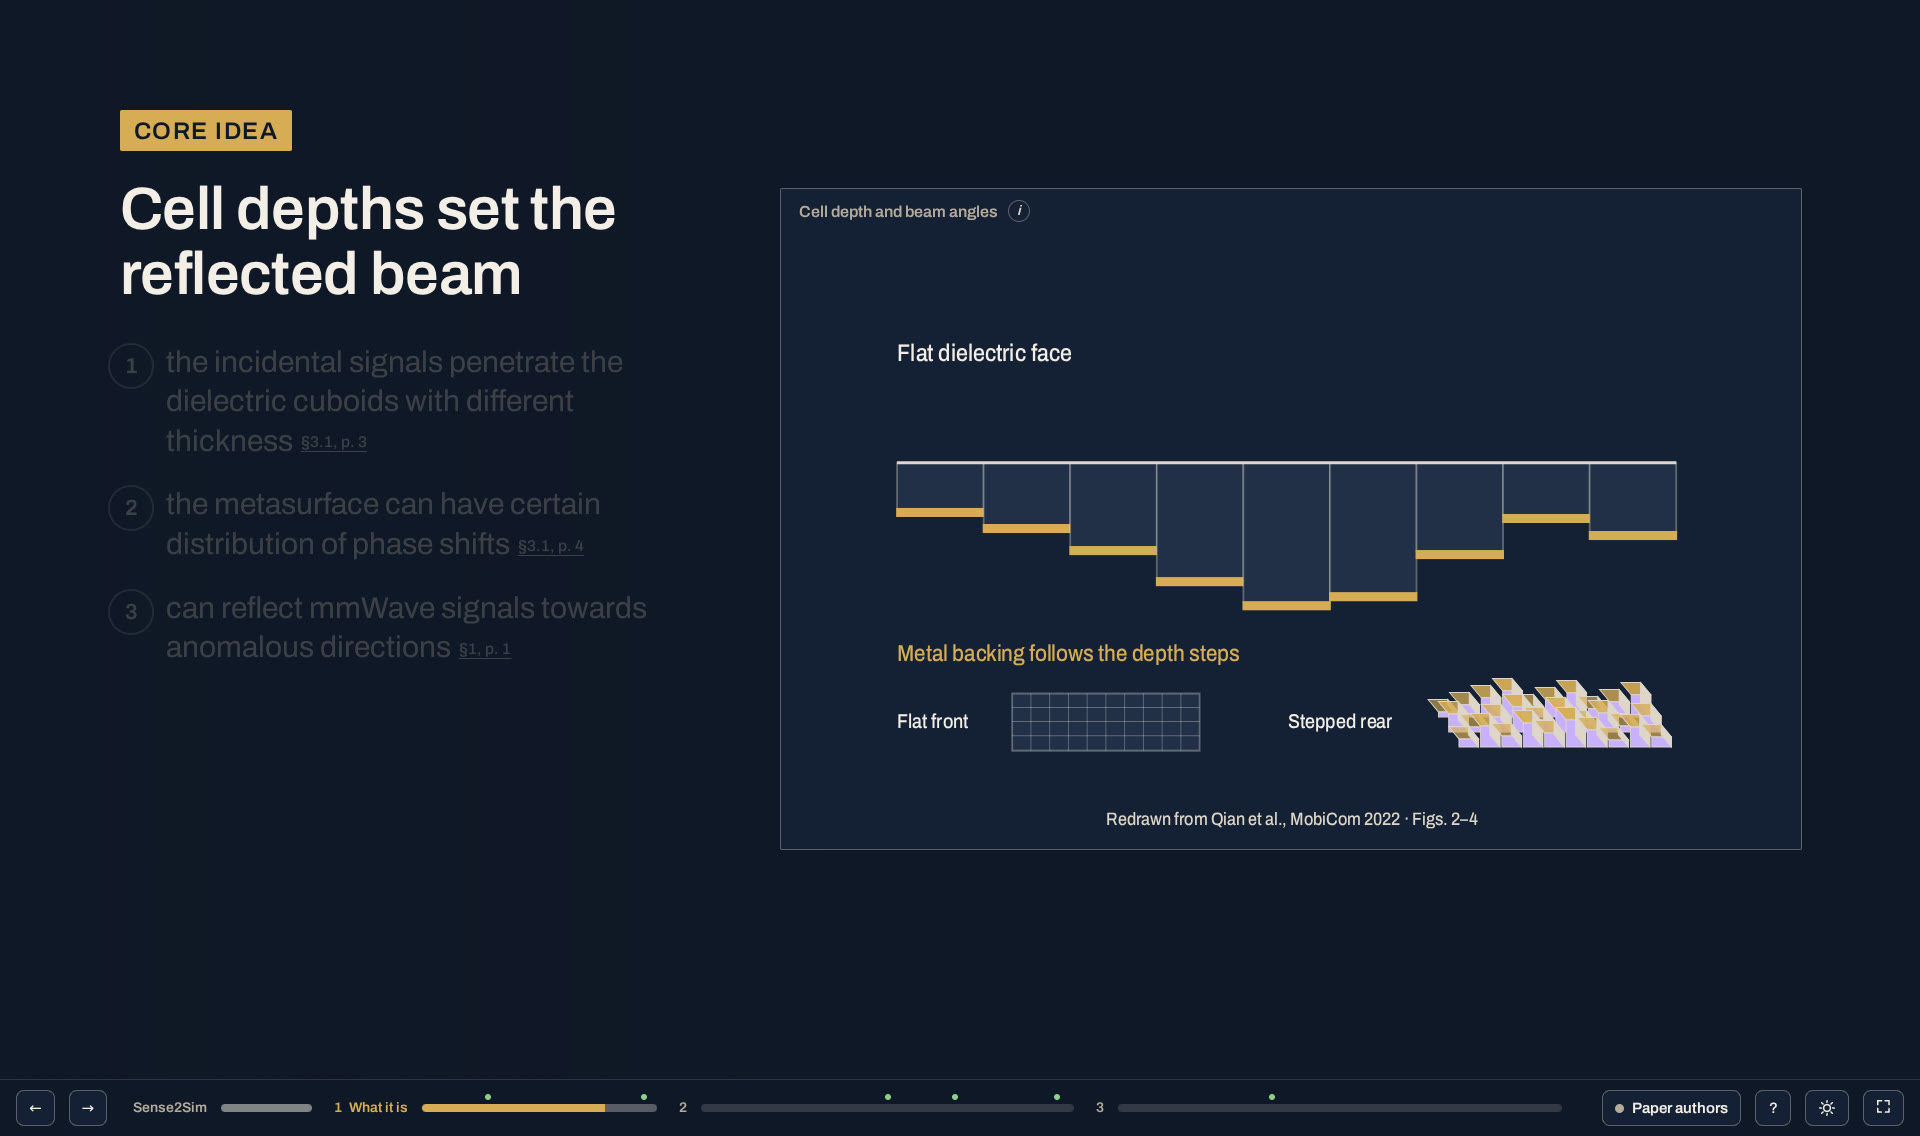 CORE IDEA
Cell depths set the
reflected beam
1 the incidental signals penetrate the
dielectric cuboids with different
thickness §3.1, p. 3
2 the metasurface can have certain
distribution of phase shifts §3.1, p. 4
3 can reflect mmWave signals towards
anomalous directions §1, p. 1
Cell depth and beam angles i
Flat dielectric face
Metal backing follows the depth steps
Flat front
Stepped rear
Redrawn from Qian et al., MobiCom 2022 · Figs. 2–4
← → Sense2Sim 1 What it is 2 3 Paper authors ?